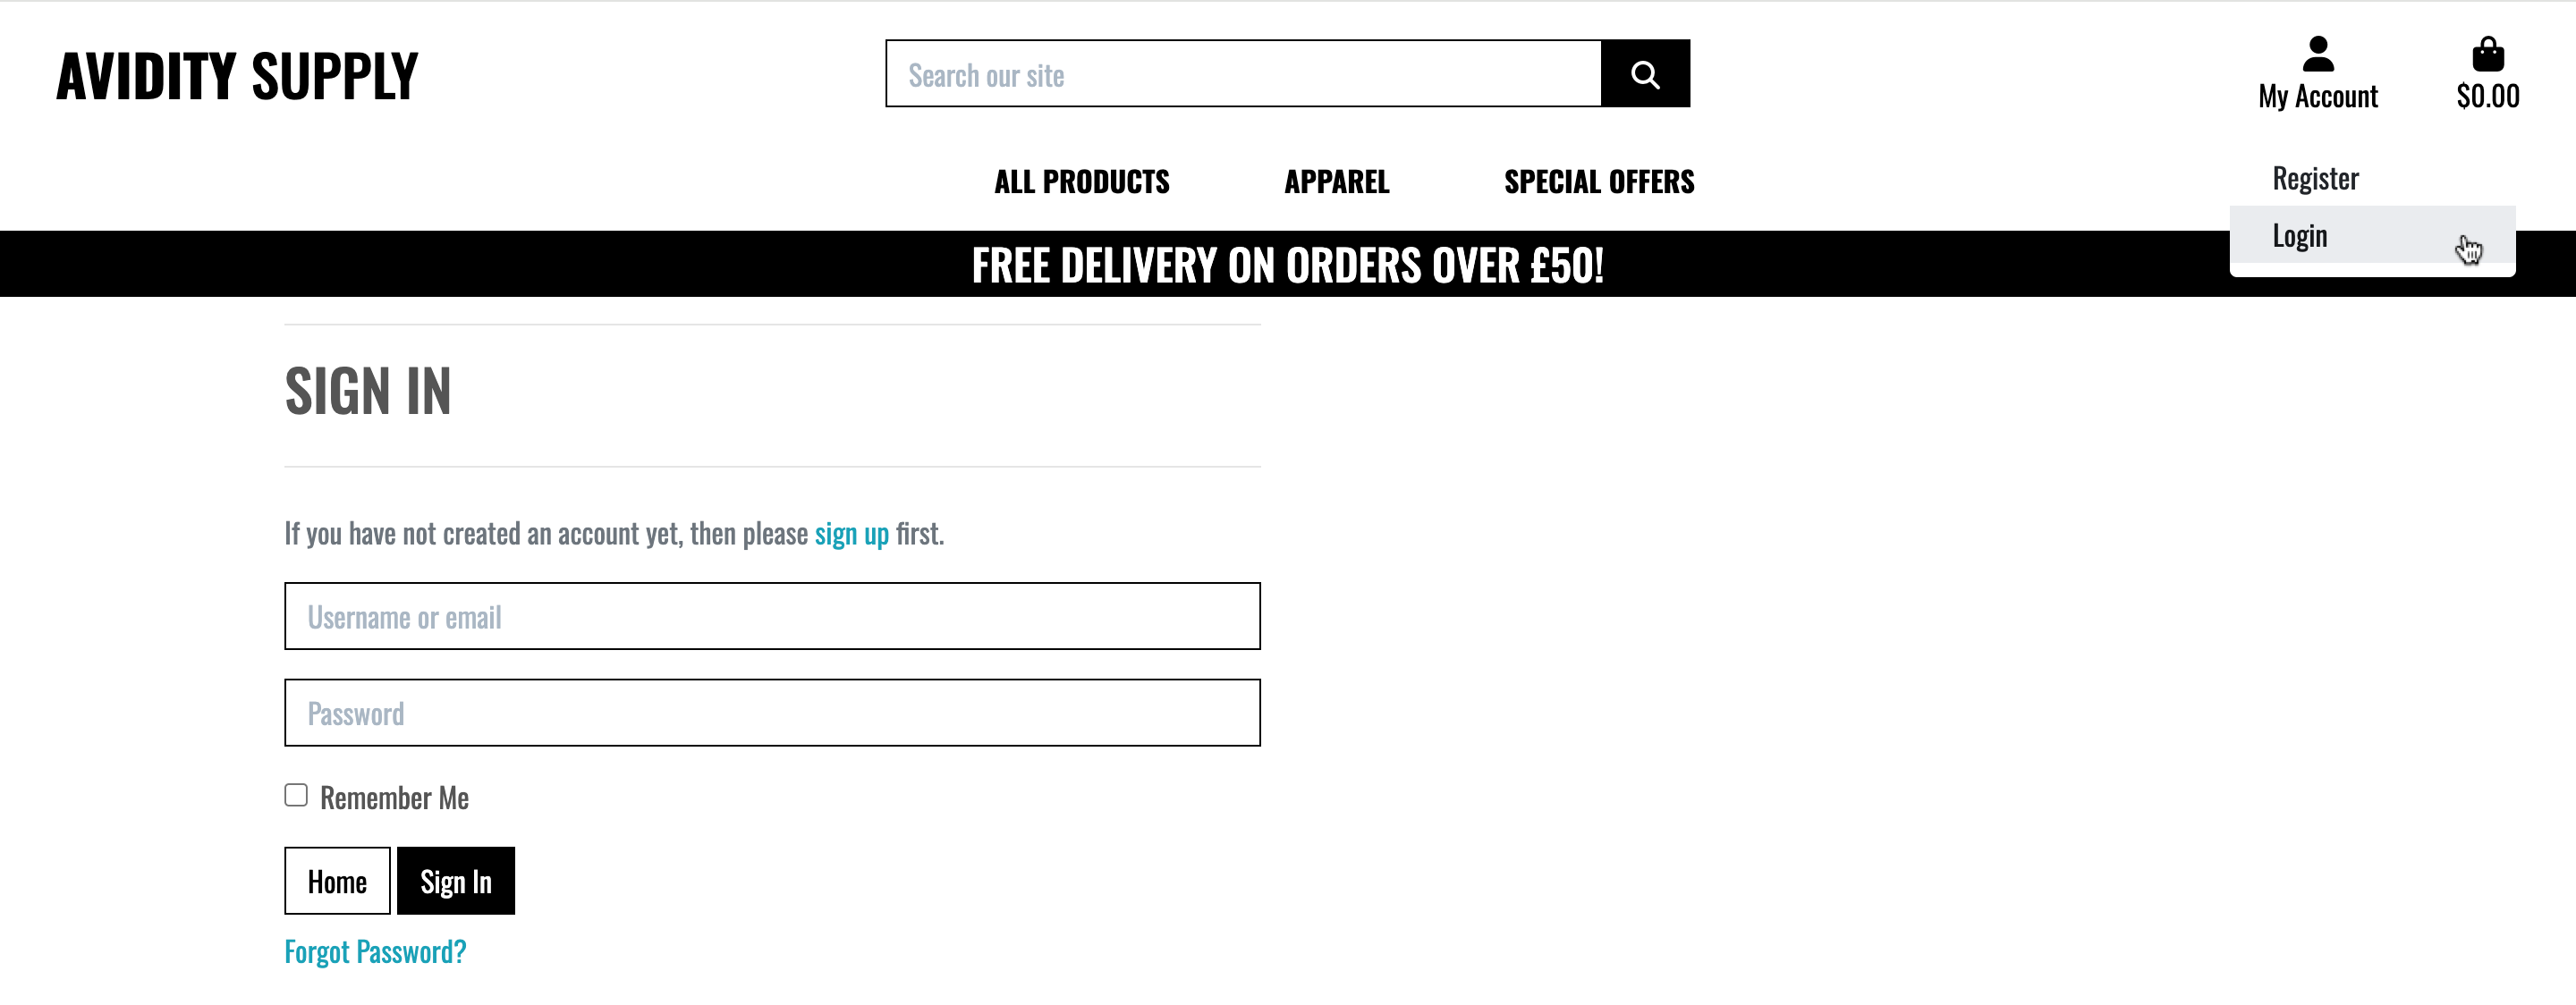 AVIDITY SUPPLY
Search our site
My Account
$0.00
ALL PRODUCTS
APPAREL
SPECIAL OFFERS
Register
Login
FREE DELIVERY ON ORDERS OVER £50!
SIGN IN
If you have not created an account yet, then please sign up first.
Username or email
Password
Remember Me
Home
Sign In
Forgot Password?